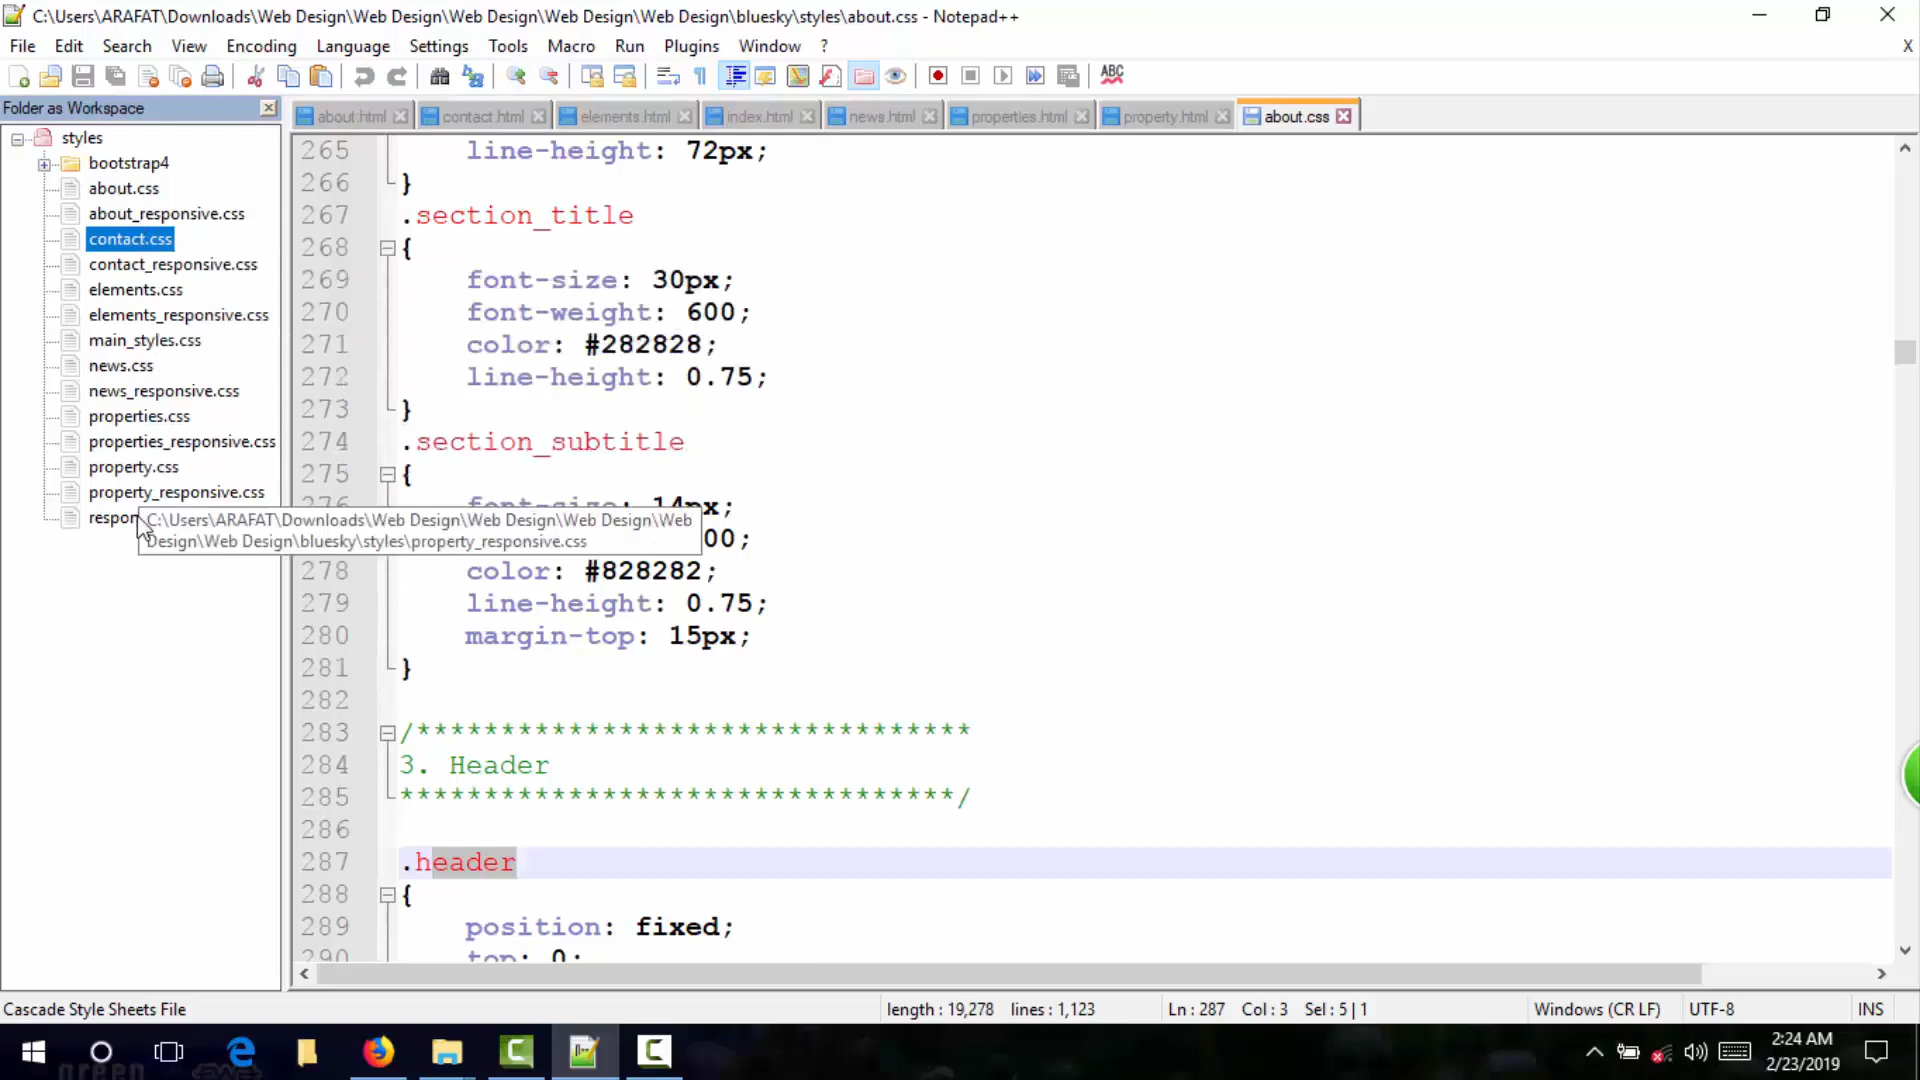 C:\Users\ARAFAT\Downloads\Web Design\Web Design\Web Design\Web Design\Web Design\bluesky\styles\about.css - Notepad++
File Edit Search View Encoding Language Settings Tools Macro Run Plugins Window ? X
Folder as Workspace
about.html contact.html elements.html index.html news.html properties.html property.html about.css
styles
bootstrap4
about.css
about_responsive.css
contact.css
contact_responsive.css
elements.css
elements_responsive.css
main_styles.css
news.css
news_responsive.css
properties.css
properties_responsive.css
property.css
property_responsive.css
respon
C:\Users\ARAFAT\Downloads\Web Design\Web Design\Web Design\Web
Design\Web Design\bluesky\styles\property_responsive.css
265 line-height: 72px;
266 }
267 .section_title
268 {
269 font-size: 30px;
270 font-weight: 600;
271 color: #282828;
272 line-height: 0.75;
273 }
274 .section_subtitle
275 {
276 font-size: 14px;
00;
278 color: #828282;
279 line-height: 0.75;
280 margin-top: 15px;
281 }
282
283 /*********************************
284 3. Header
285 *********************************/
286
287 .header
288 {
289 position: fixed;
290 top: 0;
Cascade Style Sheets File length : 19,278 lines : 1,123 Ln : 287 Col : 3 Sel : 5 | 1 Windows (CR LF) UTF-8 INS
2:24 AM
2/23/2019